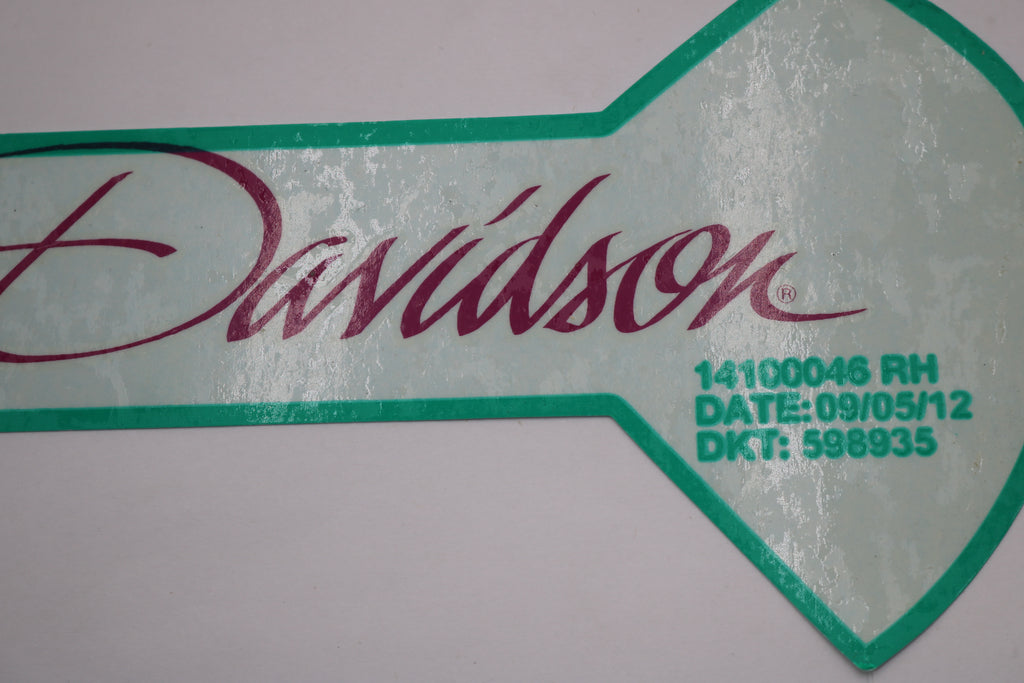 Davidson®
14100046 RH
DATE: 09/05/12
DKT: 598935